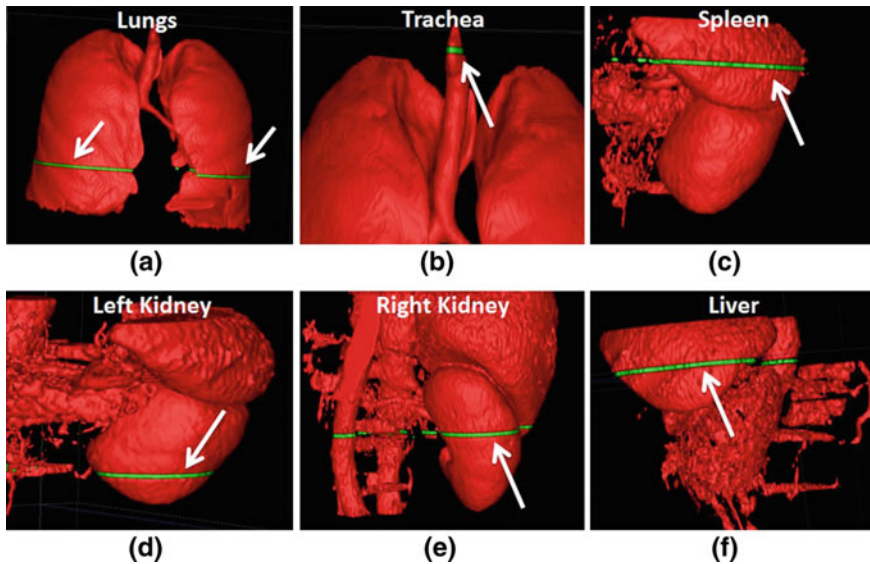 Lungs
Trachea
Spleen
(a)
(b)
(c)
Left Kidney
Right Kidney
Liver
(d)
(e)
(f)